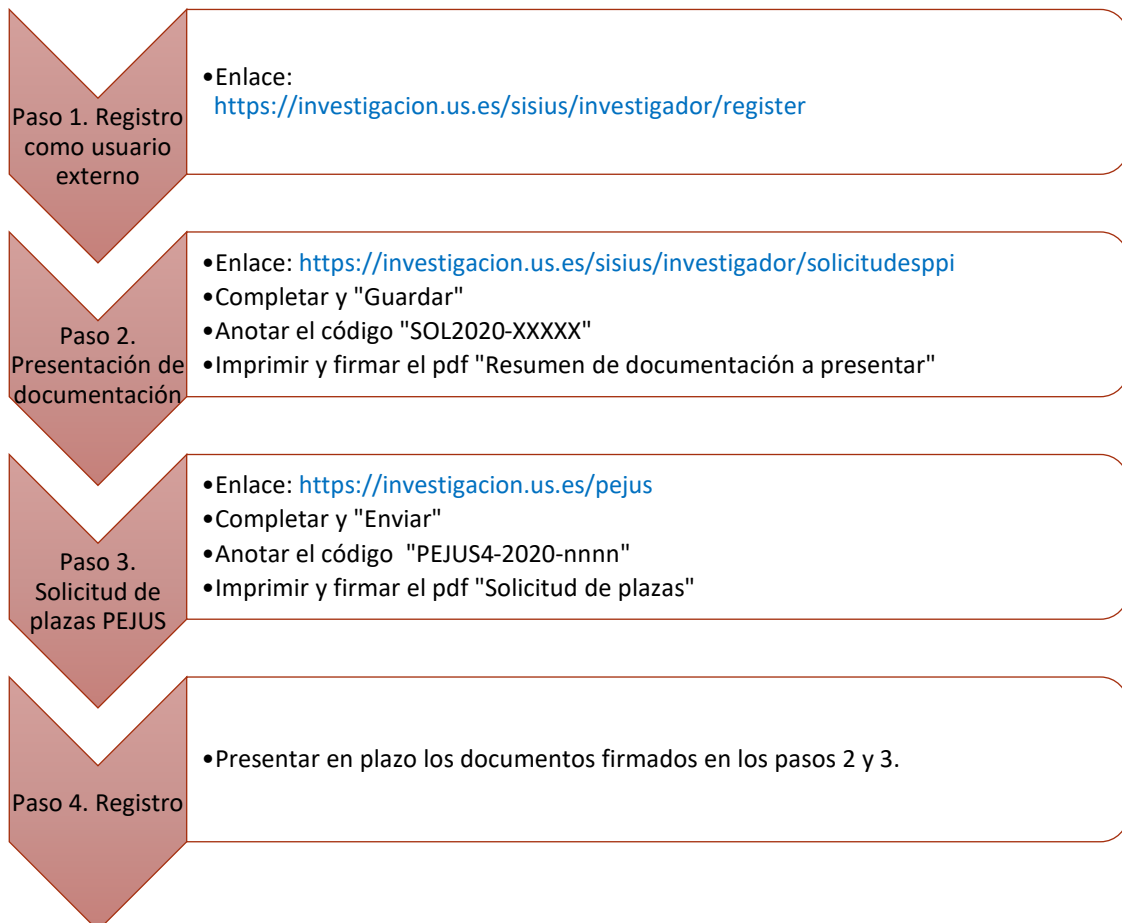 Paso 1. Registro
como usuario
externo
•Enlace:
https://investigacion.us.es/sisius/investigador/register
Paso 2.
Presentación de
documentación
•Enlace: https://investigacion.us.es/sisius/investigador/solicitudesppi
•Completar y "Guardar"
•Anotar el código "SOL2020-XXXXX"
•Imprimir y firmar el pdf "Resumen de documentación a presentar"
Paso 3.
Solicitud de
plazas PEJUS
•Enlace: https://investigacion.us.es/pejus
•Completar y "Enviar"
•Anotar el código  "PEJUS4-2020-nnnn"
•Imprimir y firmar el pdf "Solicitud de plazas"
Paso 4. Registro
•Presentar en plazo los documentos firmados en los pasos 2 y 3.